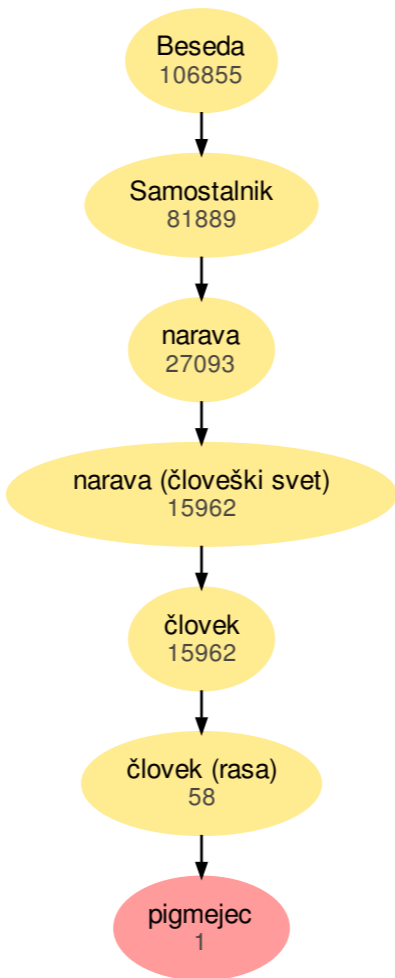 Beseda
106855
Samostalnik
81889
narava
27093
narava (človeški svet)
15962
človek
15962
človek (rasa)
58
pigmejec
1